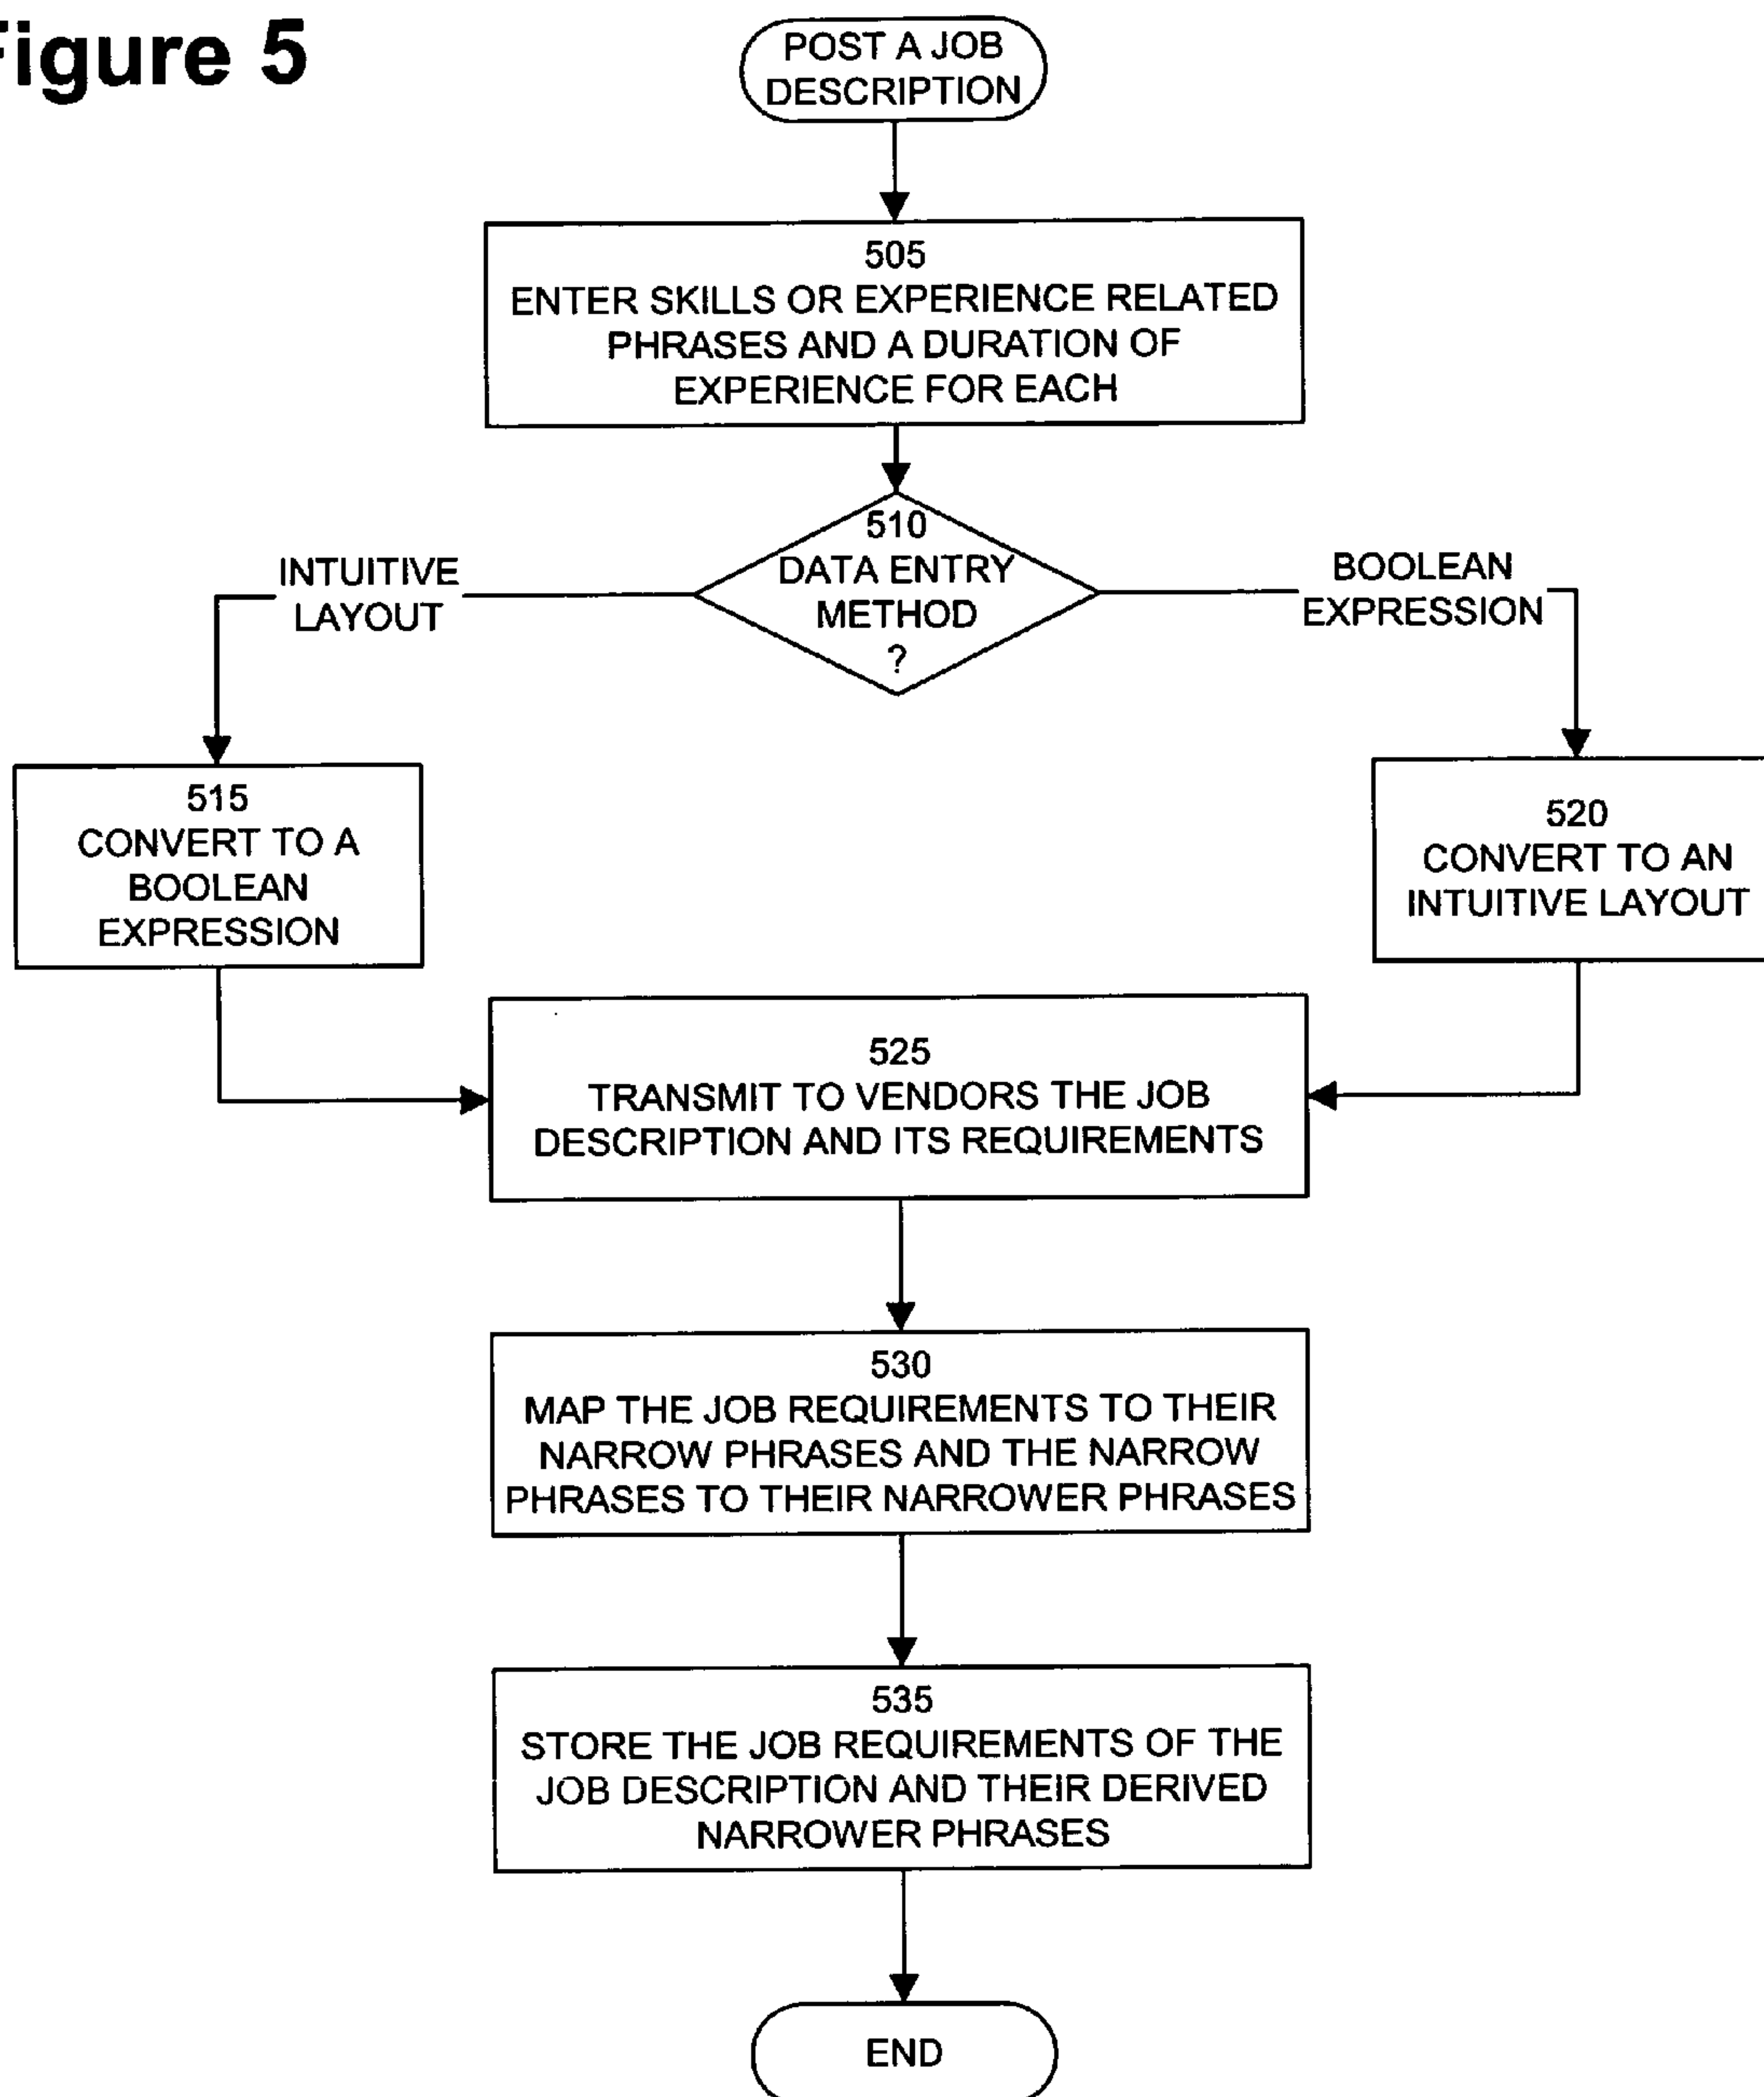 Figure 5
POST A JOB
DESCRIPTION
505
ENTER SKILLS OR EXPERIENCE RELATED
PHRASES AND A DURATION OF
EXPERIENCE FOR EACH
510
DATA ENTRY
METHOD
?
INTUITIVE
LAYOUT
BOOLEAN
EXPRESSION
515
CONVERT TO A
BOOLEAN
EXPRESSION
520
CONVERT TO AN
INTUITIVE LAYOUT
525
TRANSMIT TO VENDORS THE JOB
DESCRIPTION AND ITS REQUIREMENTS
530
MAP THE JOB REQUIREMENTS TO THEIR
NARROW PHRASES AND THE NARROW
PHRASES TO THEIR NARROWER PHRASES
535
STORE THE JOB REQUIREMENTS OF THE
JOB DESCRIPTION AND THEIR DERIVED
NARROWER PHRASES
END